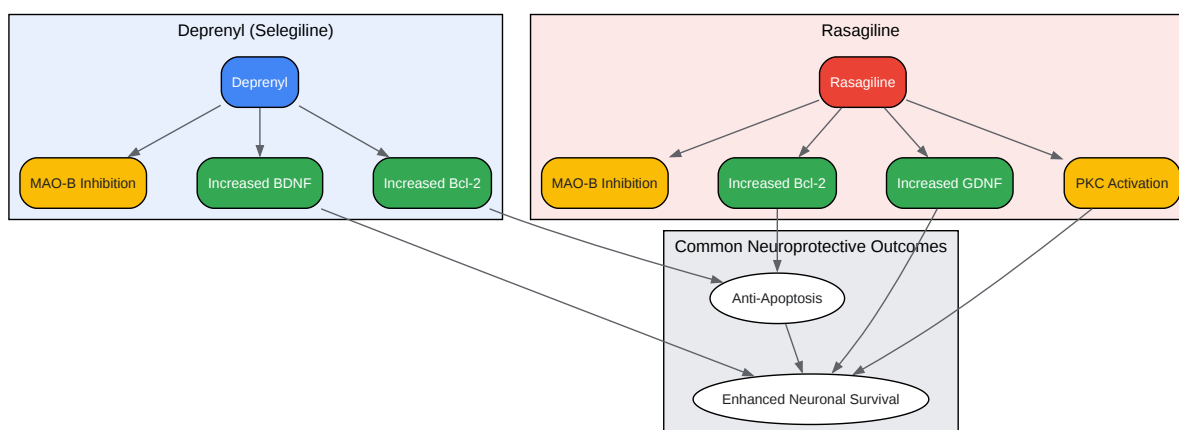 Deprenyl (Selegiline)
Rasagiline
Deprenyl
Rasagiline
MAO-B Inhibition
Increased BDNF
Increased Bcl-2
MAO-B Inhibition
Increased Bcl-2
Increased GDNF
PKC Activation
Common Neuroprotective Outcomes
Anti-Apoptosis
Enhanced Neuronal Survival